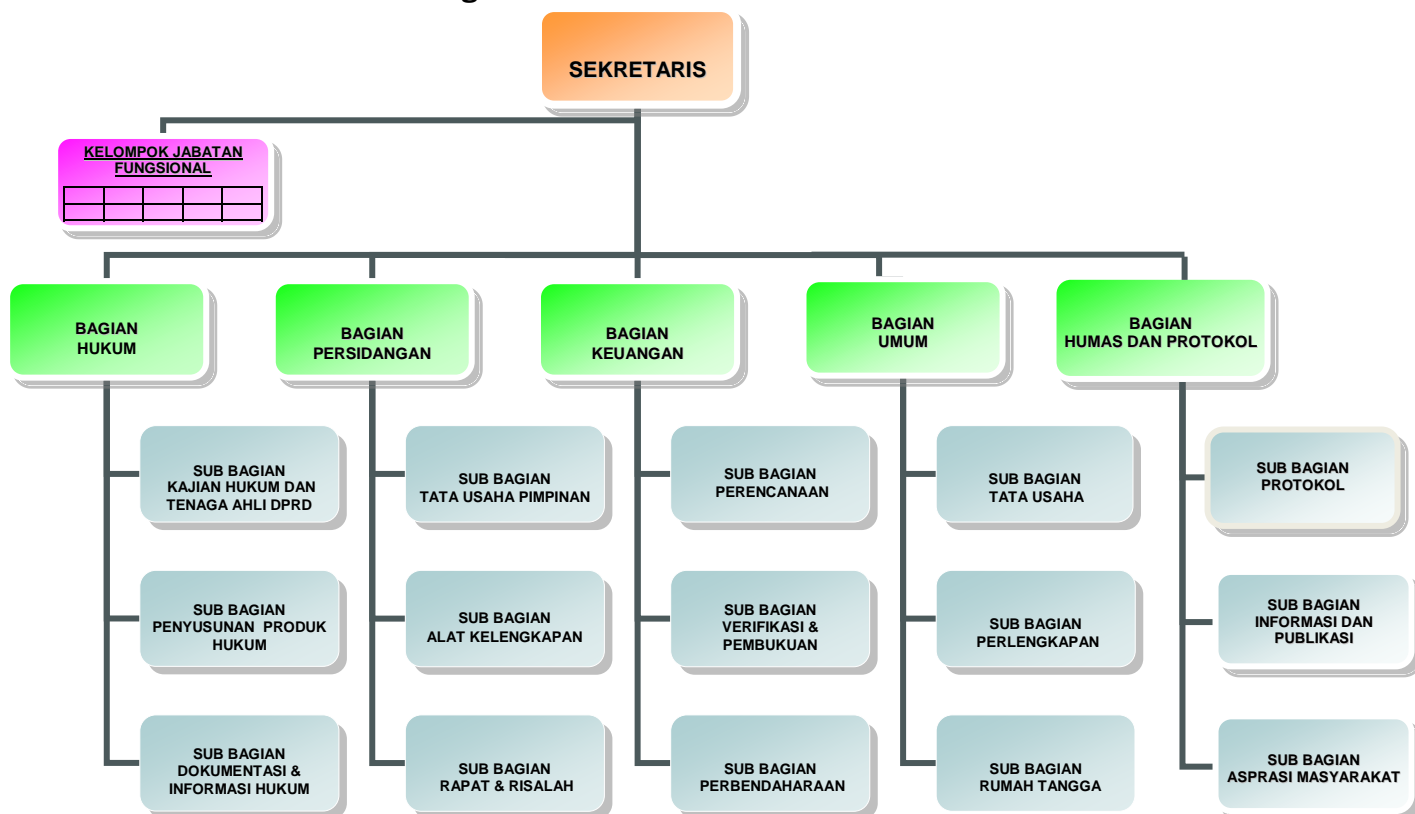 SEKRETARIS
KELOMPOK JABATAN
FUNGSIONAL
BAGIAN
HUKUM
BAGIAN
PERSIDANGAN
BAGIAN
KEUANGAN
BAGIAN
UMUM
BAGIAN
HUMAS DAN PROTOKOL
SUB BAGIAN
KAJIAN HUKUM DAN
TENAGA AHLI DPRD
SUB BAGIAN
TATA USAHA PIMPINAN
SUB BAGIAN
PERENCANAAN
SUB BAGIAN
TATA USAHA
SUB BAGIAN
PROTOKOL
SUB BAGIAN
PENYUSUNAN PRODUK
HUKUM
SUB BAGIAN
ALAT KELENGKAPAN
SUB BAGIAN
VERIFIKASI &
PEMBUKUAN
SUB BAGIAN
PERLENGKAPAN
SUB BAGIAN
INFORMASI DAN
PUBLIKASI
SUB BAGIAN
DOKUMENTASI &
INFORMASI HUKUM
SUB BAGIAN
RAPAT & RISALAH
SUB BAGIAN
PERBENDAHARAAN
SUB BAGIAN
RUMAH TANGGA
SUB BAGIAN
ASPRASI MASYARAKAT